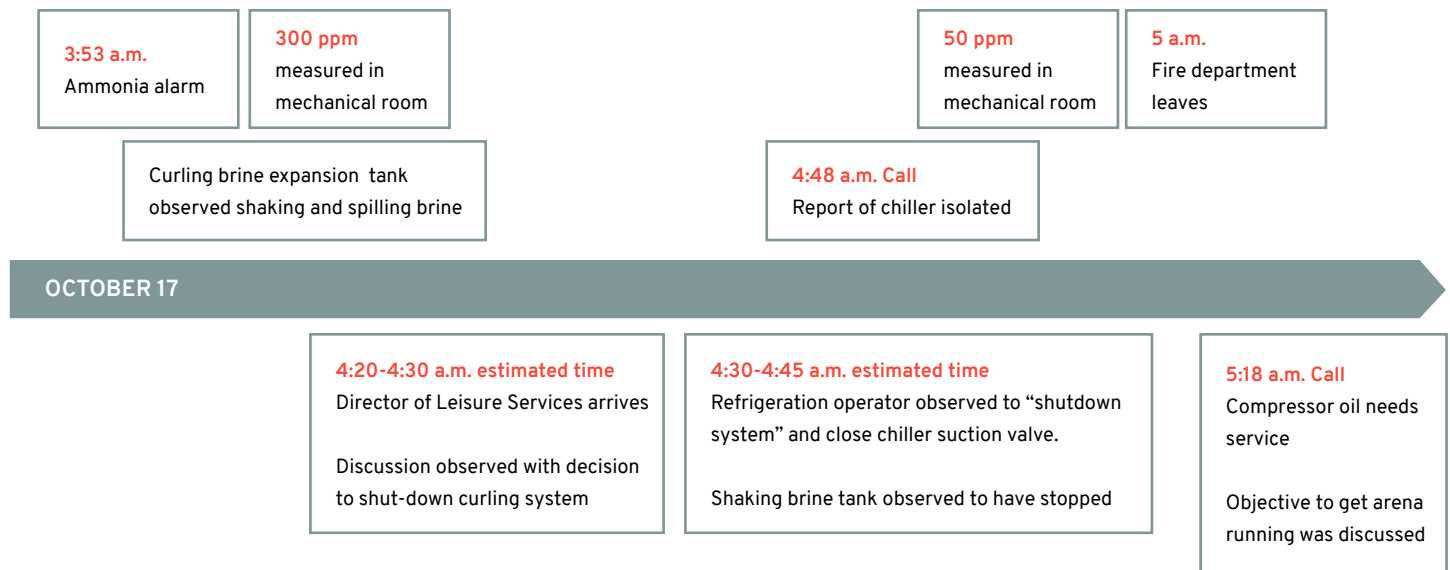 3:53 a.m.
Ammonia alarm
300 ppm
measured in
mechanical room
50 ppm
measured in
mechanical room
5 a.m.
Fire department
leaves
Curling brine expansion tank
observed shaking and spilling brine
4:48 a.m. Call
Report of chiller isolated
OCTOBER 17
4:20-4:30 a.m. estimated time
Director of Leisure Services arrives
Discussion observed with decision
to shut-down curling system
4:30-4:45 a.m. estimated time
Refrigeration operator observed to “shutdown
system” and close chiller suction valve.
Shaking brine tank observed to have stopped
5:18 a.m. Call
Compressor oil needs
service
Objective to get arena
running was discussed